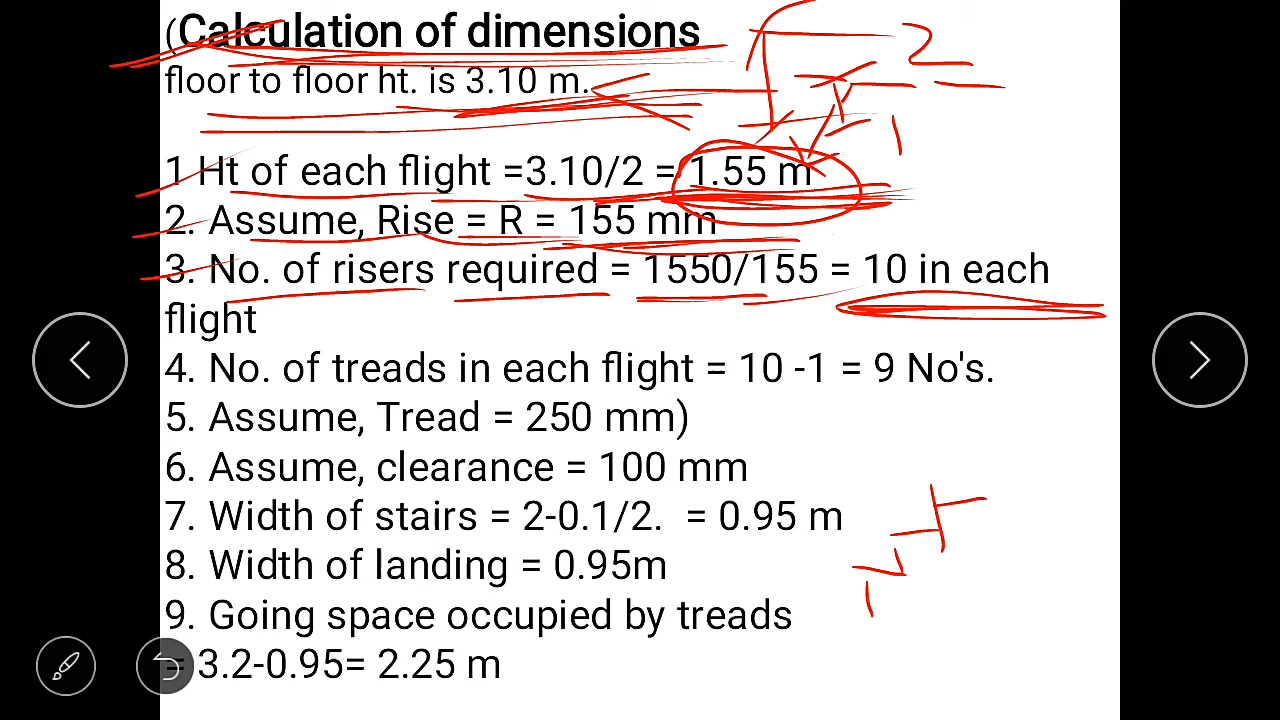 (Calculation of dimensions
floor to floor ht. is 3.10 m.
2
1
1 Ht of each flight =3.10/2 = 1.55 m
2. Assume, Rise = R = 155 mm
3. No. of risers required = 1550/155 = 10 in each
flight
4. No. of treads in each flight = 10 -1 = 9 No's.
5. Assume, Tread = 250 mm)
6. Assume, clearance = 100 mm
7. Width of stairs = 2-0.1/2. = 0.95 m
8. Width of landing = 0.95m
9. Going space occupied by treads
= 3.2-0.95= 2.25 m